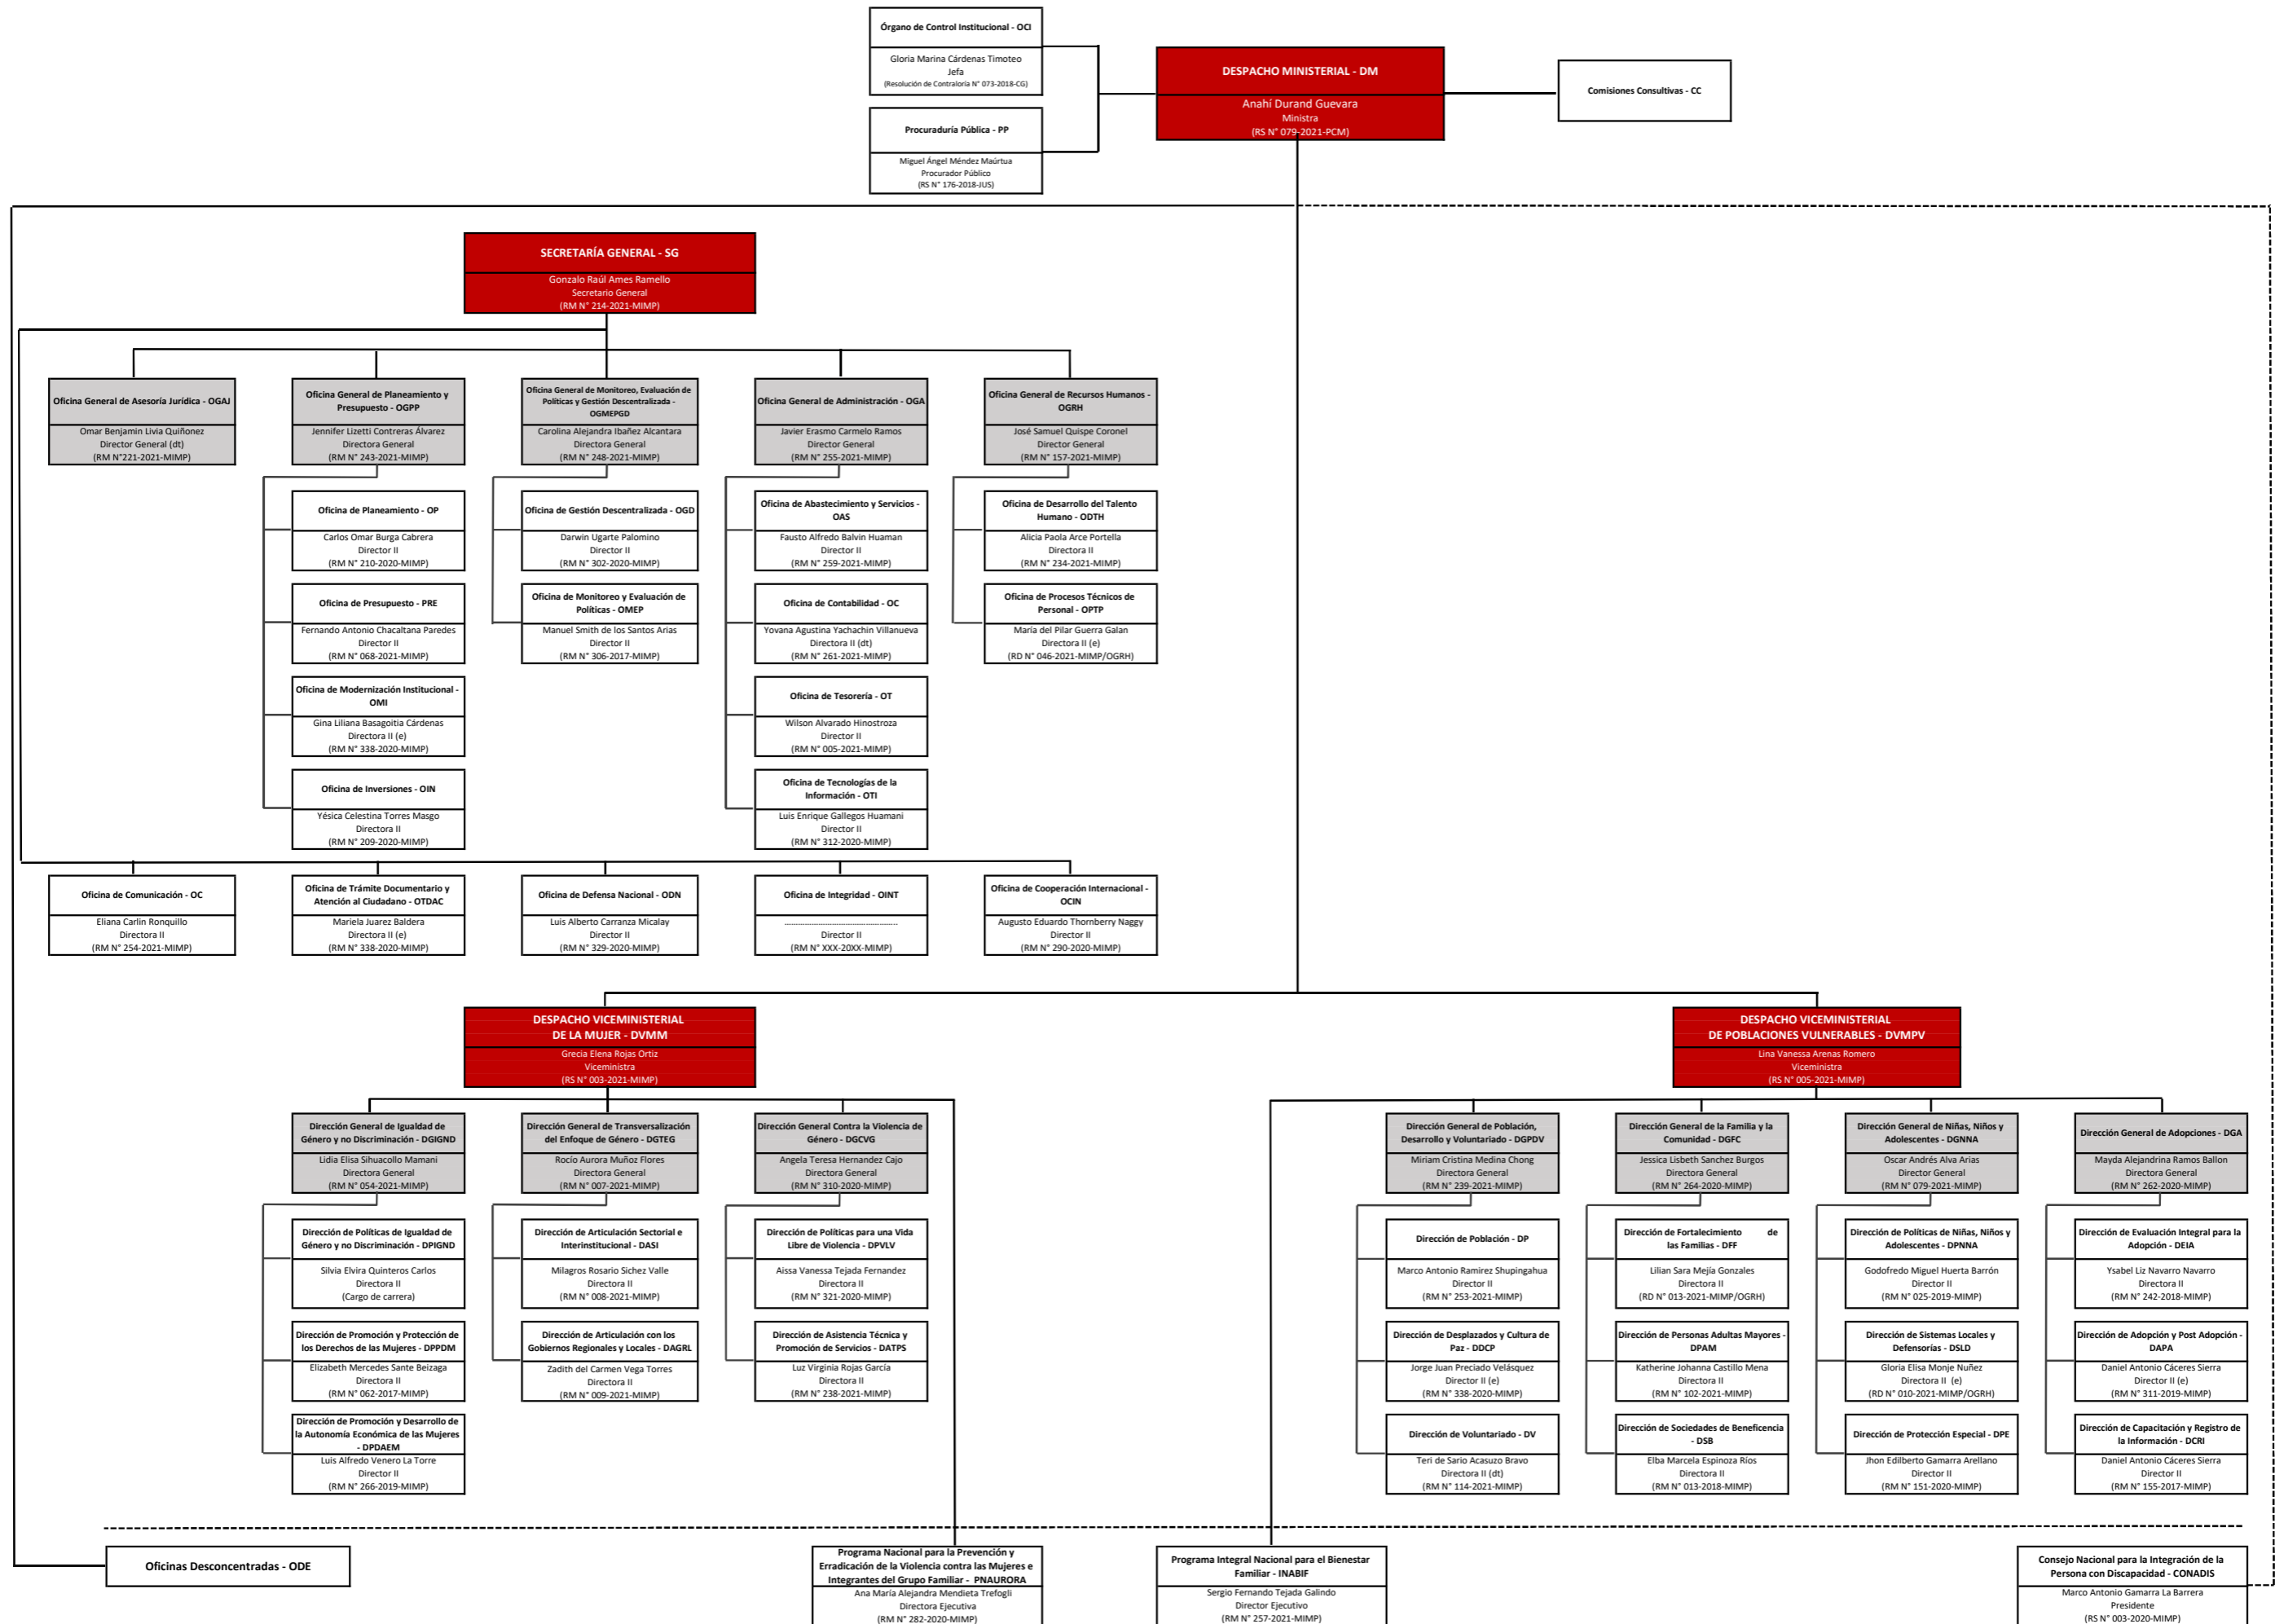 Órgano de Control Institucional - OCI
Gloria Marina Cárdenas Timoteo
Jefa
(Resolución de Contraloría N° 073-2018-CG)
Procuraduría Pública - PP
Miguel Ángel Méndez Maúrtua
Procurador Público
(RS N° 176-2018-JUS)
DESPACHO MINISTERIAL - DM
Anahí Durand Guevara
Ministra
(RS N° 079-2021-PCM)
Comisiones Consultivas - CC
SECRETARÍA GENERAL - SG
Gonzalo Raúl Ames Ramello
Secretario General
(RM N° 214-2021-MIMP)
Oficina General de Asesoría Jurídica - OGAJ
Omar Benjamin Livia Quiñonez
Director General (dt)
(RM N°221-2021-MIMP)
Oficina General de Planeamiento y
Presupuesto - OGPP
Jennifer Lizetti Contreras Álvarez
Directora General
(RM N° 243-2021-MIMP)
Oficina General de Monitoreo, Evaluación de
Políticas y Gestión Descentralizada -
OGMEPGD
Carolina Alejandra Ibañez Alcantara
Directora General
(RM N° 248-2021-MIMP)
Oficina General de Administración - OGA
Javier Erasmo Carmelo Ramos
Director General
(RM N° 255-2021-MIMP)
Oficina General de Recursos Humanos -
OGRH
José Samuel Quispe Coronel
Director General
(RM N° 157-2021-MIMP)
Oficina de Planeamiento - OP
Carlos Omar Burga Cabrera
Director II
(RM N° 210-2020-MIMP)
Oficina de Gestión Descentralizada - OGD
Darwin Ugarte Palomino
Director II
(RM N° 302-2020-MIMP)
Oficina de Abastecimiento y Servicios -
OAS
Fausto Alfredo Balvin Huaman
Director II
(RM N° 259-2021-MIMP)
Oficina de Desarrollo del Talento
Humano - ODTH
Alicia Paola Arce Portella
Directora II
(RM N° 234-2021-MIMP)
Oficina de Presupuesto - PRE
Fernando Antonio Chacaltana Paredes
Director II
(RM N° 068-2021-MIMP)
Oficina de Monitoreo y Evaluación de
Políticas - OMEP
Manuel Smith de los Santos Arias
Director II
(RM N° 306-2017-MIMP)
Oficina de Contabilidad - OC
Yovana Agustina Yachachin Villanueva
Directora II (dt)
(RM N° 261-2021-MIMP)
Oficina de Procesos Técnicos de
Personal - OPTP
María del Pilar Guerra Galan
Directora II (e)
(RD N° 046-2021-MIMP/OGRH)
Oficina de Modernización Institucional -
OMI
Gina Liliana Basagoitia Cárdenas
Directora II (e)
(RM N° 338-2020-MIMP)
Oficina de Tesorería - OT
Wilson Alvarado Hinostroza
Director II
(RM N° 005-2021-MIMP)
Oficina de Inversiones - OIN
Yésica Celestina Torres Masgo
Directora II
(RM N° 209-2020-MIMP)
Oficina de Tecnologías de la
Información - OTI
Luis Enrique Gallegos Huamani
Director II
(RM N° 312-2020-MIMP)
Oficina de Comunicación - OC
Eliana Carlin Ronquillo
Directora II
(RM N° 254-2021-MIMP)
Oficina de Trámite Documentario y
Atención al Ciudadano - OTDAC
Mariela Juarez Baldera
Directora II (e)
(RM N° 338-2020-MIMP)
Oficina de Defensa Nacional - ODN
Luis Alberto Carranza Micalay
Director II
(RM N° 329-2020-MIMP)
Oficina de Integridad - OINT
................................................
Director II
(RM N° XXX-20XX-MIMP)
Oficina de Cooperación Internacional -
OCIN
Augusto Eduardo Thornberry Naggy
Director II
(RM N° 290-2020-MIMP)
DESPACHO VICEMINISTERIAL
DE LA MUJER - DVMM
Grecia Elena Rojas Ortiz
Viceministra
(RS N° 003-2021-MIMP)
DESPACHO VICEMINISTERIAL
DE POBLACIONES VULNERABLES - DVMPV
Lina Vanessa Arenas Romero
Viceministra
(RS N° 005-2021-MIMP)
Dirección General de Igualdad de
Género y no Discriminación - DGIGND
Lidia Elisa Sihuacollo Mamani
Directora General
(RM N° 054-2021-MIMP)
Dirección General de Transversalización
del Enfoque de Género - DGTEG
Rocío Aurora Muñoz Flores
Directora General
(RM N° 007-2021-MIMP)
Dirección General Contra la Violencia de
Género - DGCVG
Angela Teresa Hernandez Cajo
Directora General
(RM N° 310-2020-MIMP)
Dirección General de Población,
Desarrollo y Voluntariado - DGPDV
Miriam Cristina Medina Chong
Directora General
(RM N° 239-2021-MIMP)
Dirección General de la Familia y la
Comunidad - DGFC
Jessica Lisbeth Sanchez Burgos
Directora General
(RM N° 264-2020-MIMP)
Dirección General de Niñas, Niños y
Adolescentes - DGNNA
Oscar Andrés Alva Arias
Director General
(RM N° 079-2021-MIMP)
Dirección General de Adopciones - DGA
Mayda Alejandrina Ramos Ballon
Directora General
(RM N° 262-2020-MIMP)
Dirección de Políticas de Igualdad de
Género y no Discriminación - DPIGND
Silvia Elvira Quinteros Carlos
Directora II
(Cargo de carrera)
Dirección de Articulación Sectorial e
Interinstitucional - DASI
Milagros Rosario Sichez Valle
Directora II
(RM N° 008-2021-MIMP)
Dirección de Políticas para una Vida
Libre de Violencia - DPVLV
Aissa Vanessa Tejada Fernandez
Directora II
(RM N° 321-2020-MIMP)
Dirección de Población - DP
Marco Antonio Ramirez Shupingahua
Director II
(RM N° 253-2021-MIMP)
Dirección de Fortalecimiento de
las Familias - DFF
Lilian Sara Mejía Gonzales
Directora II
(RD N° 013-2021-MIMP/OGRH)
Dirección de Políticas de Niñas, Niños y
Adolescentes - DPNNA
Godofredo Miguel Huerta Barrón
Director II
(RM N° 025-2019-MIMP)
Dirección de Evaluación Integral para la
Adopción - DEIA
Ysabel Liz Navarro Navarro
Directora II
(RM N° 242-2018-MIMP)
Dirección de Promoción y Protección de
los Derechos de las Mujeres - DPPDM
Elizabeth Mercedes Sante Beizaga
Directora II
(RM N° 062-2017-MIMP)
Dirección de Articulación con los
Gobiernos Regionales y Locales - DAGRL
Zadith del Carmen Vega Torres
Directora II
(RM N° 009-2021-MIMP)
Dirección de Asistencia Técnica y
Promoción de Servicios - DATPS
Luz Virginia Rojas García
Directora II
(RM N° 238-2021-MIMP)
Dirección de Desplazados y Cultura de
Paz - DDCP
Jorge Juan Preciado Velásquez
Director II (e)
(RM N° 338-2020-MIMP)
Dirección de Personas Adultas Mayores -
DPAM
Katherine Johanna Castillo Mena
Directora II
(RM N° 102-2021-MIMP)
Dirección de Sistemas Locales y
Defensorías - DSLD
Gloria Elisa Monje Nuñez
Directora II (e)
(RD N° 010-2021-MIMP/OGRH)
Dirección de Adopción y Post Adopción -
DAPA
Daniel Antonio Cáceres Sierra
Director II (e)
(RM N° 311-2019-MIMP)
Dirección de Promoción y Desarrollo de
la Autonomía Económica de las Mujeres
- DPDAEM
Luis Alfredo Venero La Torre
Director II
(RM N° 266-2019-MIMP)
Dirección de Voluntariado - DV
Teri de Sario Acasuzo Bravo
Directora II (dt)
(RM N° 114-2021-MIMP)
Dirección de Sociedades de Beneficencia
- DSB
Elba Marcela Espinoza Ríos
Directora II
(RM N° 013-2018-MIMP)
Dirección de Protección Especial - DPE
Jhon Edilberto Gamarra Arellano
Director II
(RM N° 151-2020-MIMP)
Dirección de Capacitación y Registro de
la Información - DCRI
Daniel Antonio Cáceres Sierra
Director II
(RM N° 155-2017-MIMP)
Oficinas Desconcentradas - ODE
Programa Nacional para la Prevención y
Erradicación de la Violencia contra las Mujeres e
Integrantes del Grupo Familiar - PNAURORA
Ana María Alejandra Mendieta Trefogli
Directora Ejecutiva
(RM N° 282-2020-MIMP)
Programa Integral Nacional para el Bienestar
Familiar - INABIF
Sergio Fernando Tejada Galindo
Director Ejecutivo
(RM N° 257-2021-MIMP)
Consejo Nacional para la Integración de la
Persona con Discapacidad - CONADIS
Marco Antonio Gamarra La Barrera
Presidente
(RS N° 003-2020-MIMP)